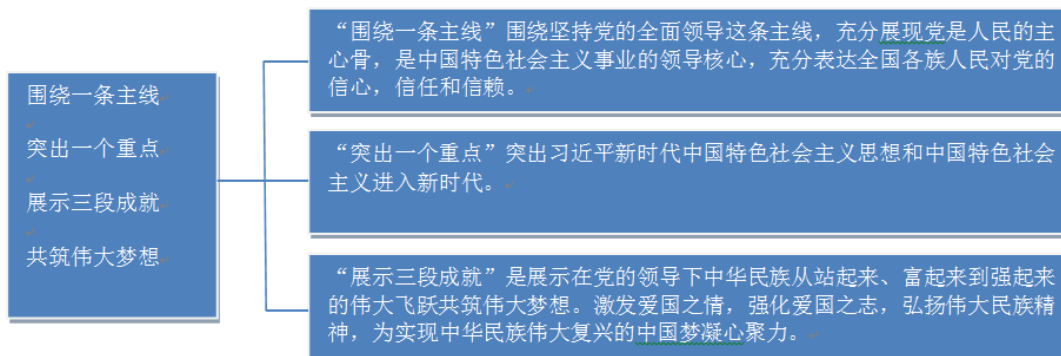 围绕一条主线
突出一个重点
展示三段成就
共筑伟大梦想
“围绕一条主线”围绕坚持党的全面领导这条主线，充分展现党是人民的主
心骨，是中国特色社会主义事业的领导核心，充分表达全国各族人民对党的
信心，信任和信赖。
“突出一个重点”突出习近平新时代中国特色社会主义思想和中国特色社会
主义进入新时代。
“展示三段成就”是展示在党的领导下中华民族从站起来、富起来到强起来
的伟大飞跃共筑伟大梦想。激发爱国之情，强化爱国之志，弘扬伟大民族精
神，为实现中华民族伟大复兴的中国梦凝心聚力。